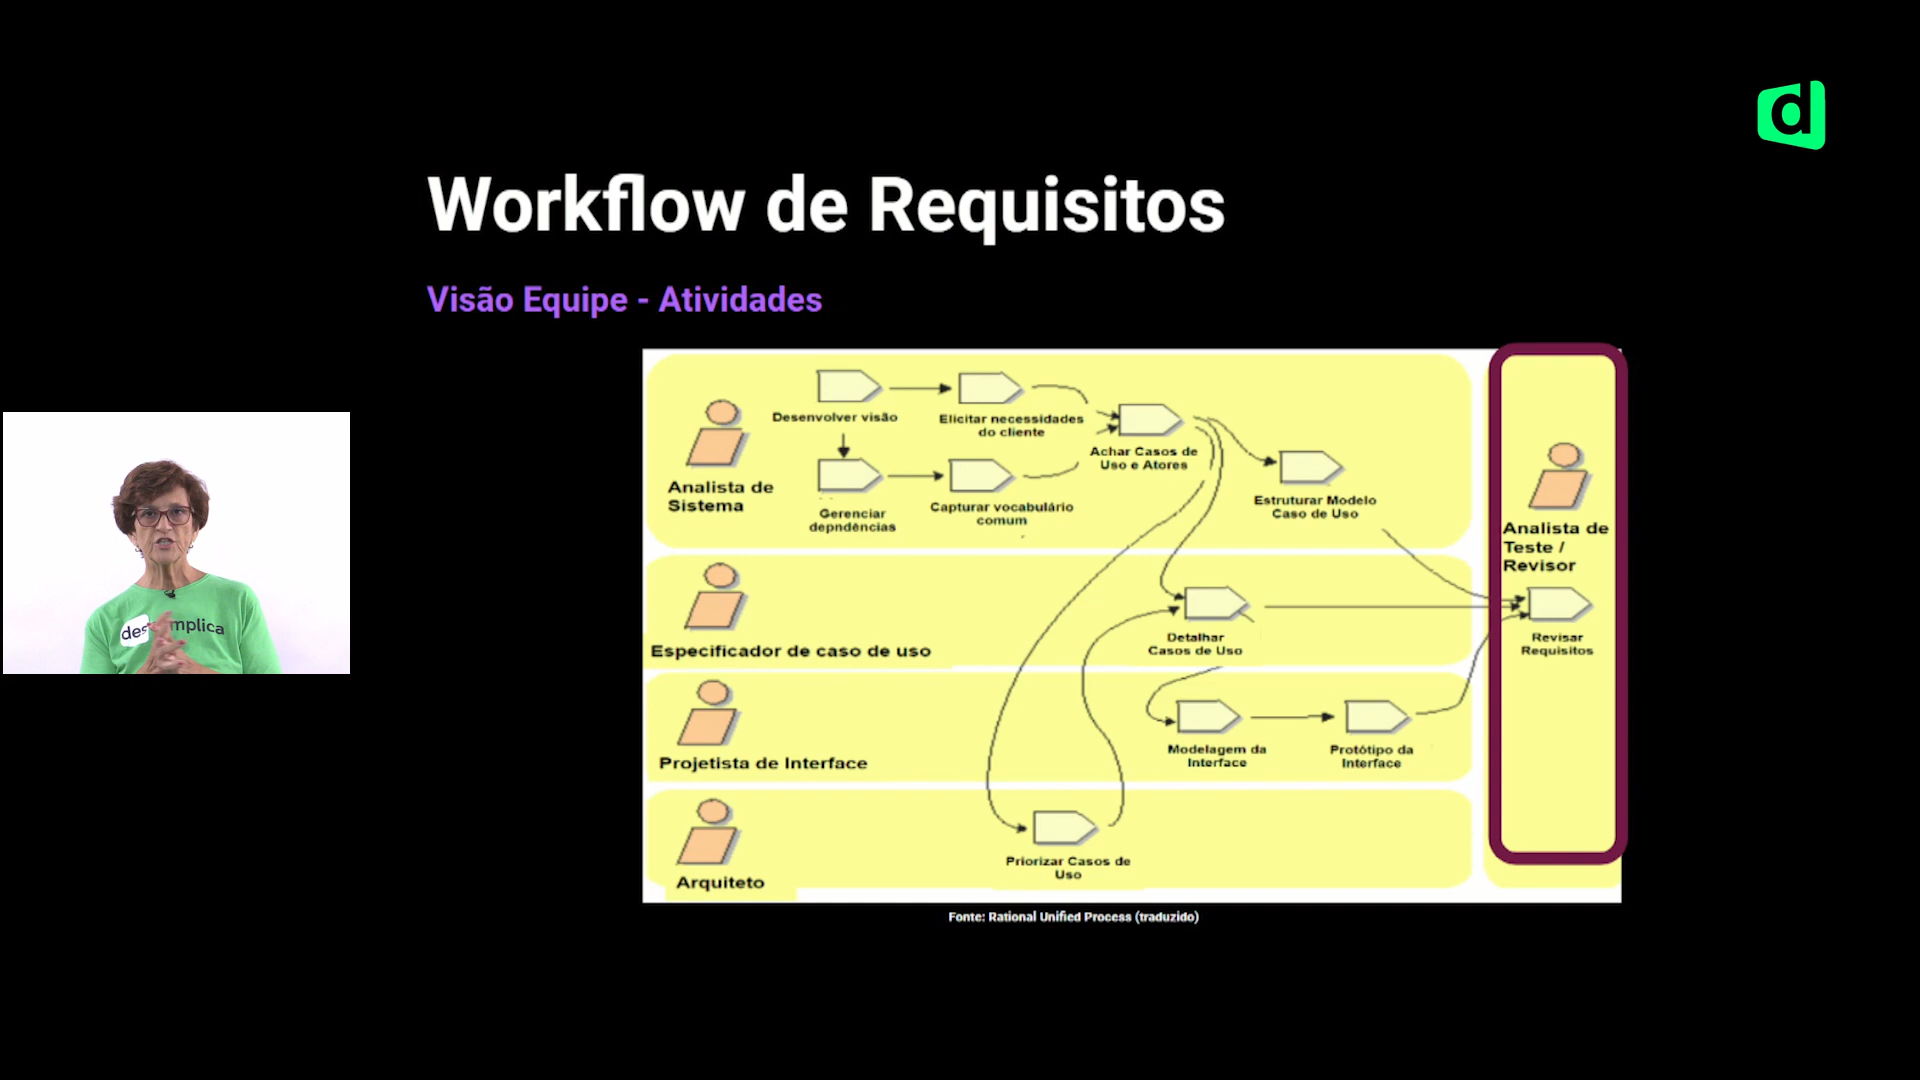 d
Workflow de Requisitos
Visão Equipe - Atividades
Desenvolver visão
Elicitar necessidades
do cliente
Achar Casos de
Uso e Atores
Analista de
Sistema
Gerenciar
depndências
Capturar vocabulário
comum
Estruturar Modelo
Caso de Uso
Analista de
Teste /
Revisor
Especificador de caso de uso
Detalhar
Casos de Uso
Revisar
Requisitos
Projetista de Interface
Modelagem da
Interface
Protótipo da
Interface
Arquiteto
Priorizar Casos de
Uso
Fonte: Rational Unified Process (traduzido)